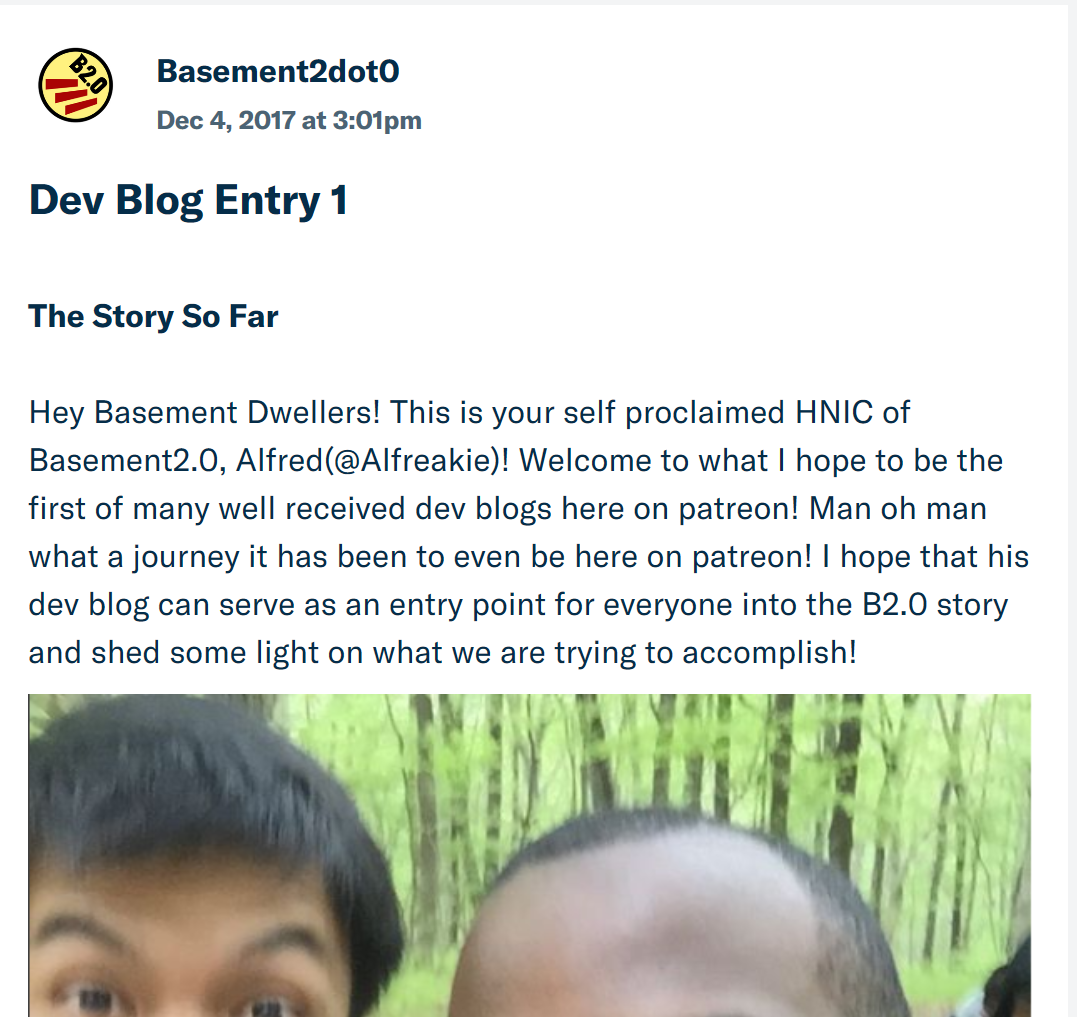 B2.0
Basement2dot0
Dec 4, 2017 at 3:01pm
Dev Blog Entry 1
The Story So Far
Hey Basement Dwellers! This is your self proclaimed HNIC of
Basement2.0, Alfred(@Alfreakie)! Welcome to what I hope to be the
first of many well received dev blogs here on patreon! Man oh man
what a journey it has been to even be here on patreon! I hope that his
dev blog can serve as an entry point for everyone into the B2.0 story
and shed some light on what we are trying to accomplish!